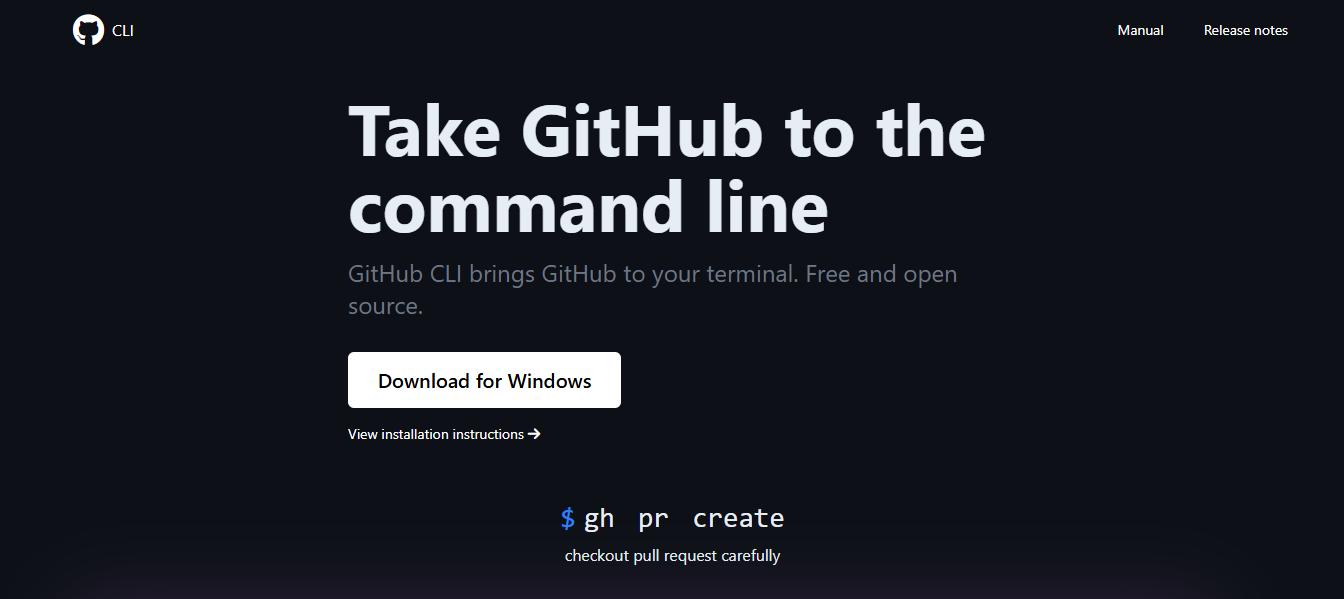 CLI
Manual
Release notes
Take GitHub to the
command line
GitHub CLI brings GitHub to your terminal. Free and open
source.
Download for Windows
View installation instructions →
$ gh pr create
checkout pull request carefully